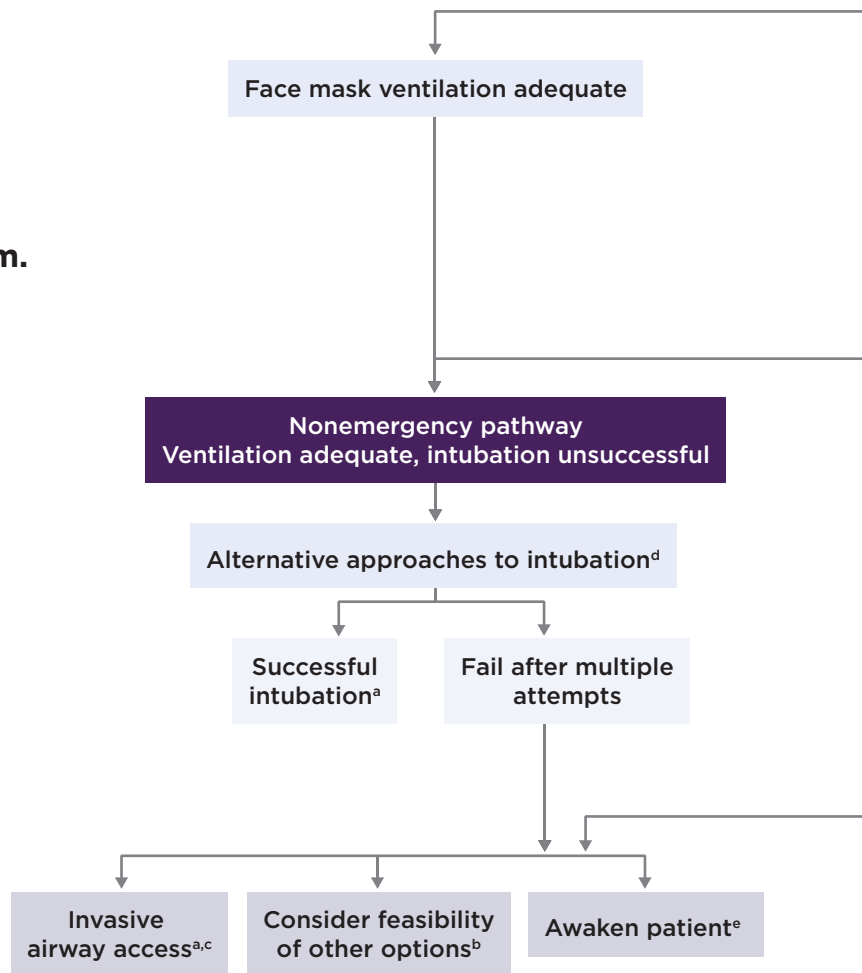 Face mask ventilation adequate
m.
Nonemergency pathway
Ventilation adequate, intubation unsuccessful
Alternative approaches to intubationᵈ
Successful
intubationᵃ
Fail after multiple
attempts
Invasive
airway accessᵃ,ᶜ
Consider feasibility
of other optionsᵇ
Awaken patientᵉ